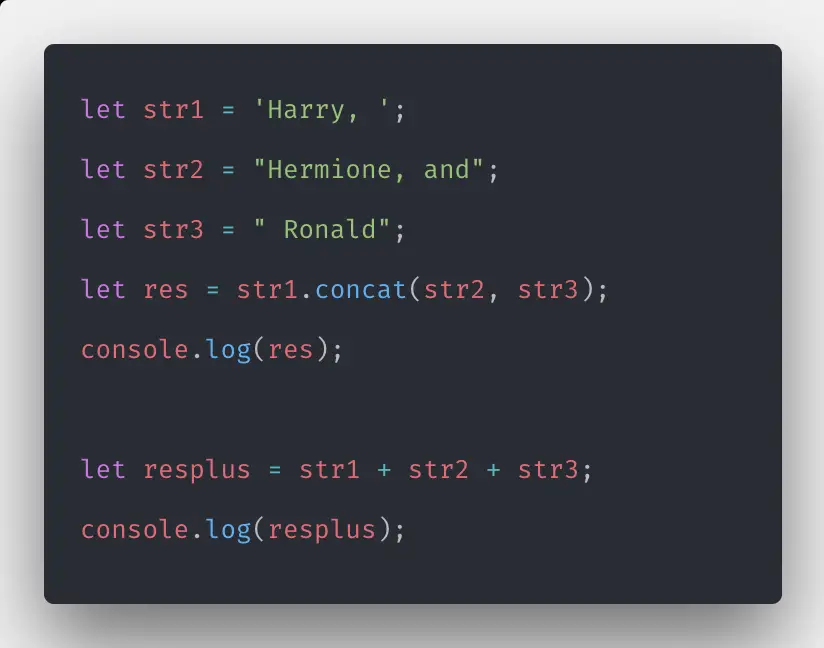 let str1 = 'Harry, ';
let str2 = "Hermione, and";
let str3 = " Ronald";
let res = str1.concat(str2, str3);
console.log(res);
let resplus = str1 + str2 + str3;
console.log(resplus);